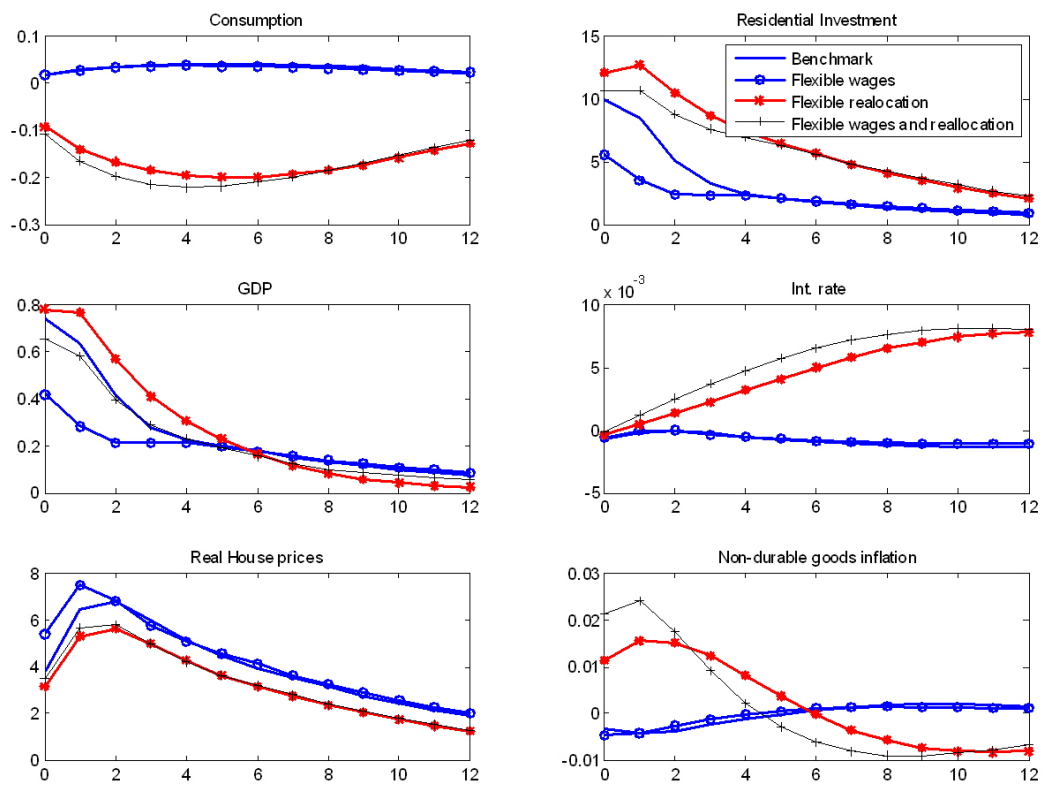 Consumption
0.1
0
-0.1
-0.2
-0.3
0 2 4 6 8 10 12
Residential Investment
15
10
5
0
0 2 4 6 8 10 12
Benchmark
Flexible wages
Flexible realocation
Flexible wages and reallocation
GDP
0.8
0.6
0.4
0.2
0
0 2 4 6 8 10 12
Int. rate
x 10-3
10
5
0
-5
0 2 4 6 8 10 12
Real House prices
8
6
4
2
0
0 2 4 6 8 10 12
Non-durable goods inflation
0.03
0.02
0.01
0
-0.01
0 2 4 6 8 10 12